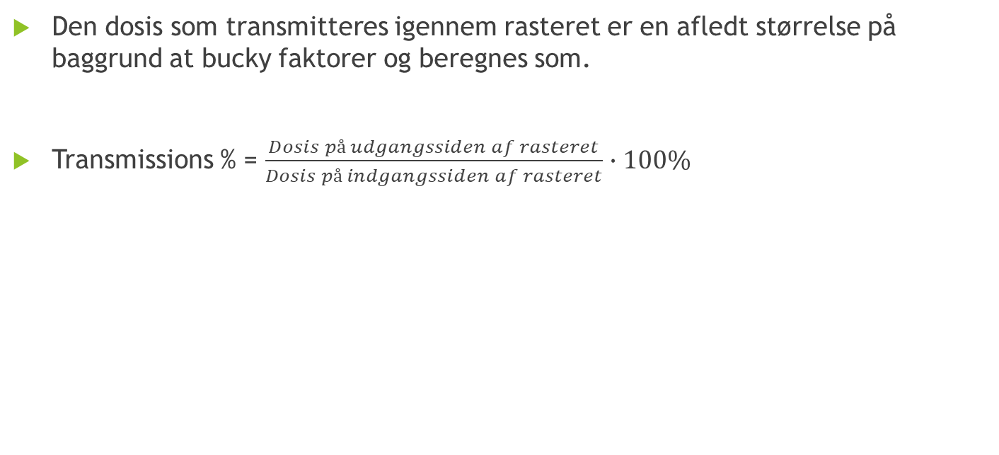 Den dosis som transmitteres igennem rasteret er en afledt størrelse på
baggrund at bucky faktorer og beregnes som.
Transmissions % = \frac{Dosis på udgangssiden af rasteret}{Dosis på indgangssiden af rasteret} · 100%